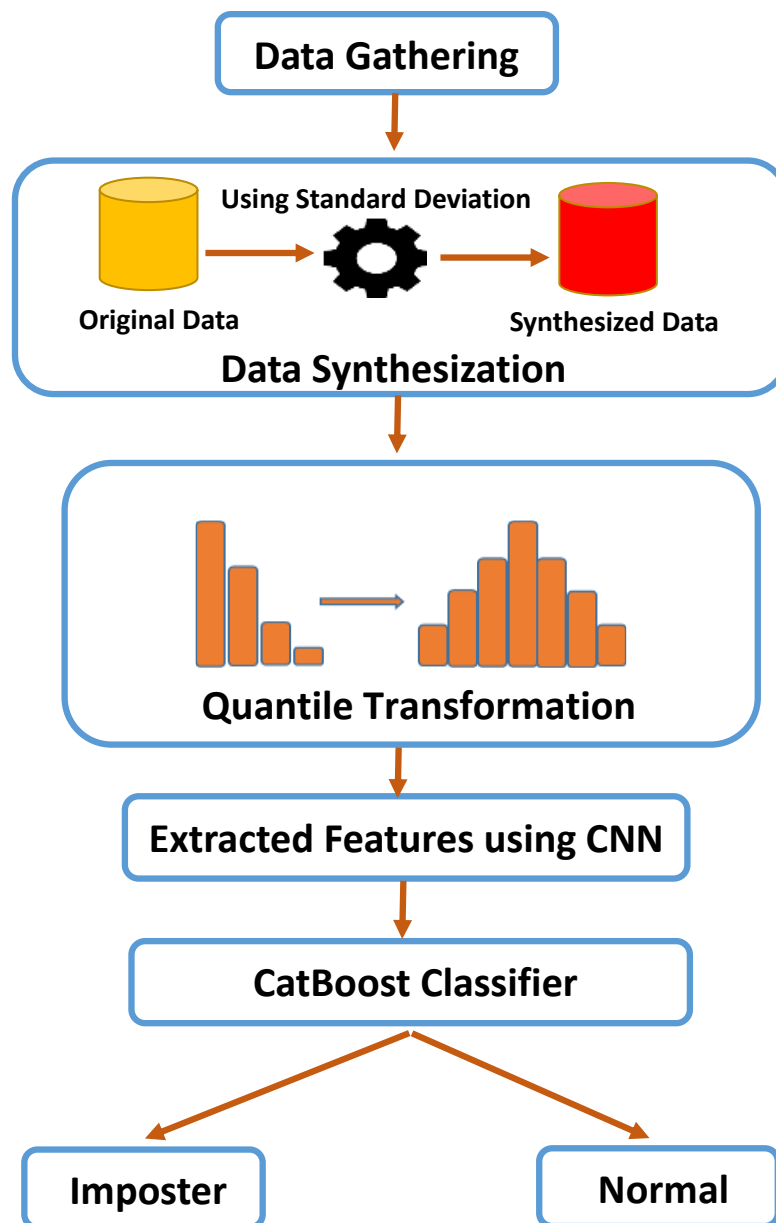 Data Gathering
Using Standard Deviation
Original Data
Synthesized Data
Data Synthesization
Quantile Transformation
Extracted Features using CNN
CatBoost Classifier
Imposter
Normal